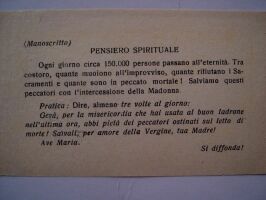 (Manoscritto)
PENSIERO SPIRITUALE
Ogni giorno circa 150.000 persone passano all'eternità. Tra
costoro, quante muoiono all'improvviso, quante rifiutano i Sa-
cramenti e quante sono in peccato mortale! Salviamo questi
peccatori con l'intercessione della Madonna.
Pratica: Dire, almeno tre volte al giorno:
Gesù, per la misericordia che hai usata al buon ladrone
nell'ultima ora, abbi pietà dei peccatori ostinati sul letto di
morte! Salvali, per amore della Vergine, tua Madre!
Ave Maria.
Si diffonda!